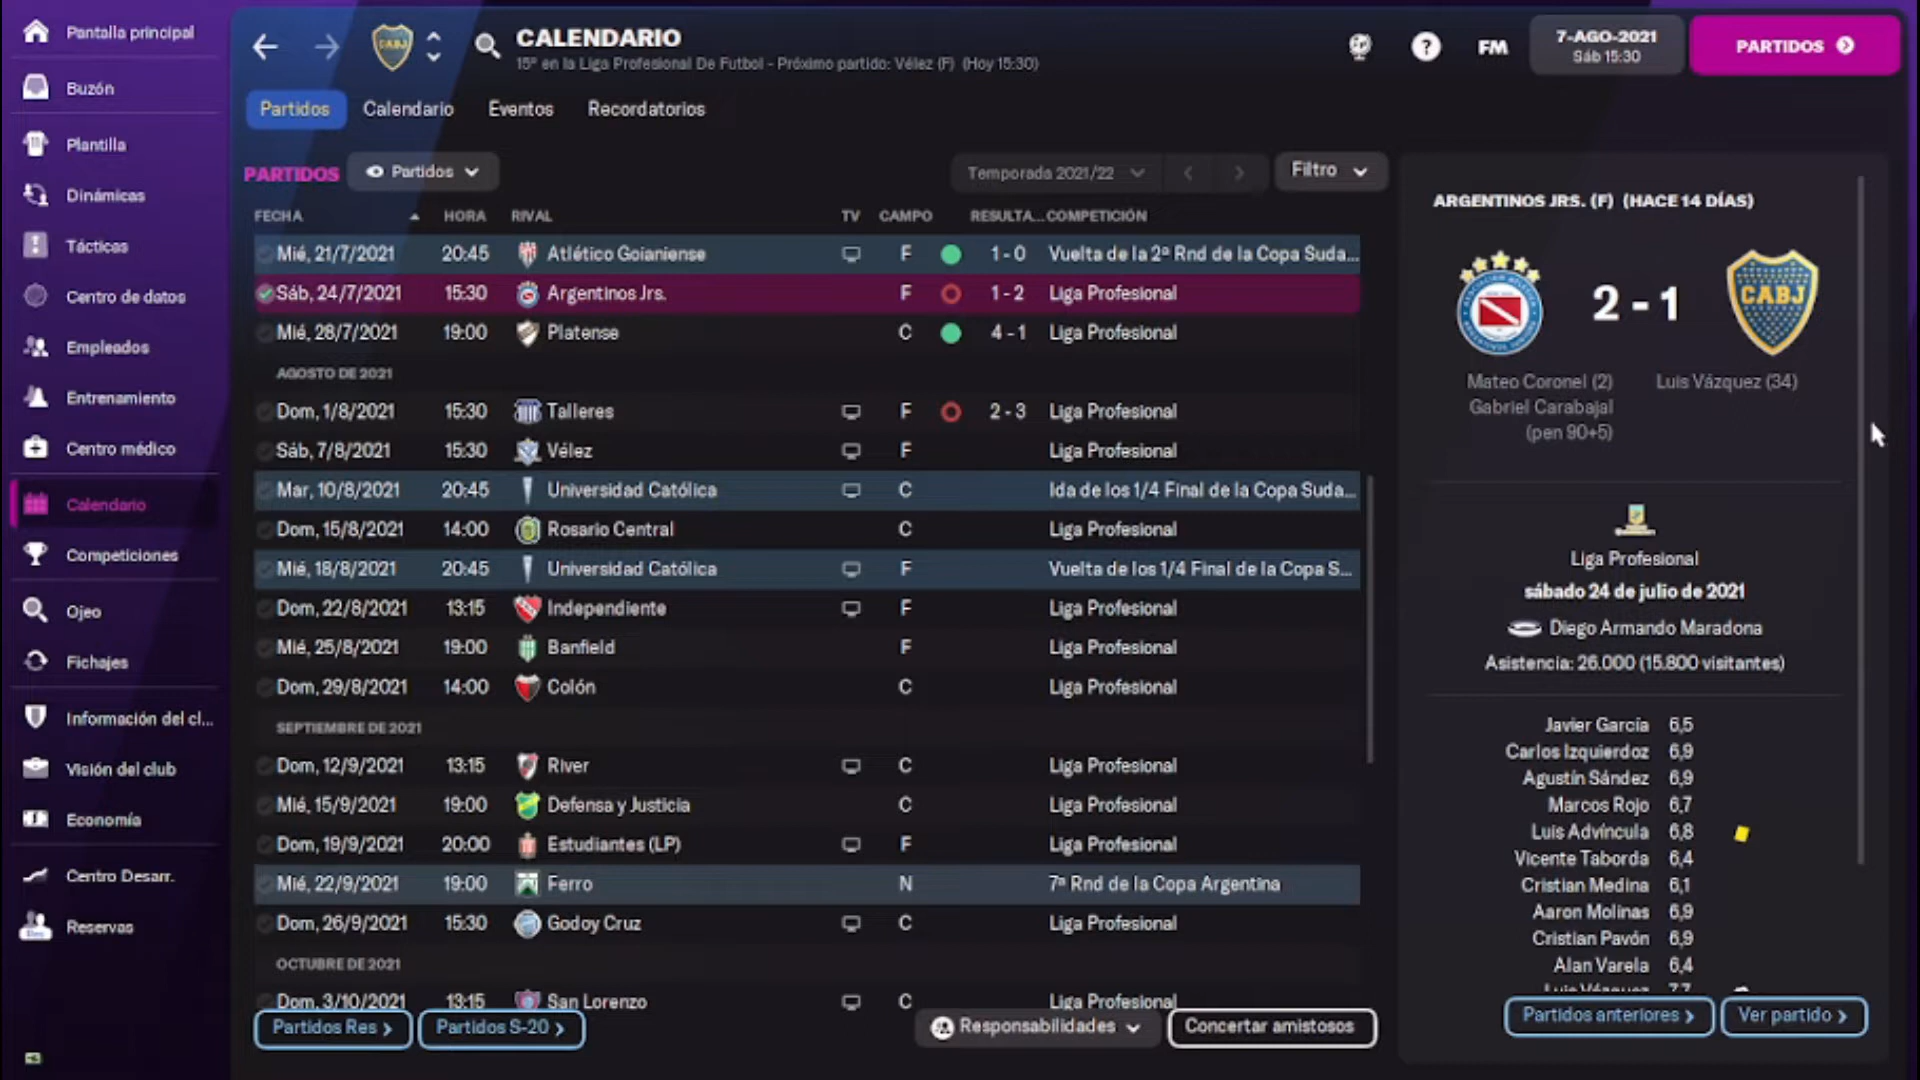 Pantalla principal
Buzón
Plantilla
Dinámicas
Tácticas
Centro de datos
Empleados
Entrenamiento
Centro médico
Calendario
Competiciones
Ojeo
Fichajes
Información del cl...
Visión del club
Economía
Centro Desarr.
Reservas
CABJ
CALENDARIO
15º en la Liga Profesional De Futbol - Próximo partido: Vélez (F) (Hoy 15:30)
? FM 7-AGO-2021
Sáb 15:30
PARTIDOS
Partidos Calendario Eventos Recordatorios
PARTIDOS Partidos Temporada 2021/22 Filtro
FECHA HORA RIVAL TV CAMPO RESULTA... COMPETICIÓN
Mié, 21/7/2021 20:45 Atlético Goianiense F 1 - 0 Vuelta de la 2ª Rnd de la Copa Suda...
Sáb, 24/7/2021 15:30 Argentinos Jrs. F 1 - 2 Liga Profesional
Mié, 28/7/2021 19:00 Platense C 4 - 1 Liga Profesional
AGOSTO DE 2021
Dom, 1/8/2021 15:30 Talleres F 2 - 3 Liga Profesional
Sáb, 7/8/2021 15:30 Vélez F Liga Profesional
Mar, 10/8/2021 20:45 Universidad Católica C Ida de los 1/4 Final de la Copa Suda...
Dom, 15/8/2021 14:00 Rosario Central C Liga Profesional
Mié, 18/8/2021 20:45 Universidad Católica F Vuelta de los 1/4 Final de la Copa S...
Dom, 22/8/2021 13:15 Independiente F Liga Profesional
Mié, 25/8/2021 19:00 Banfield F Liga Profesional
Dom, 29/8/2021 14:00 Colón C Liga Profesional
SEPTIEMBRE DE 2021
Dom, 12/9/2021 13:15 River C Liga Profesional
Mié, 15/9/2021 19:00 Defensa y Justicia C Liga Profesional
Dom, 19/9/2021 20:00 Estudiantes (LP) F Liga Profesional
Mié, 22/9/2021 19:00 Ferro N 7ª Rnd de la Copa Argentina
Dom, 26/9/2021 15:30 Godoy Cruz C Liga Profesional
OCTUBRE DE 2021
Dom, 3/10/2021 13:15 San Lorenzo C Liga Profesional
Partidos Res Partidos S-20 Responsabilidades Concertar amistosos
ARGENTINOS JRS. (F) (HACE 14 DÍAS)
2 - 1
CABJ
Mateo Coronel (2) Luis Vázquez (34)
Gabriel Carabajal
(pen 90+5)
Liga Profesional
sábado 24 de julio de 2021
Diego Armando Maradona
Asistencia: 26.000 (15.800 visitantes)
Javier García 6,5
Carlos Izquierdoz 6,9
Agustín Sández 6,9
Marcos Rojo 6,7
Luis Advíncula 6,8
Vicente Taborda 6,4
Cristian Medina 6,1
Aaron Molinas 6,9
Cristian Pavón 6,9
Alan Varela 6,4
Luis Vázquez 7,7
Partidos anteriores Ver partido